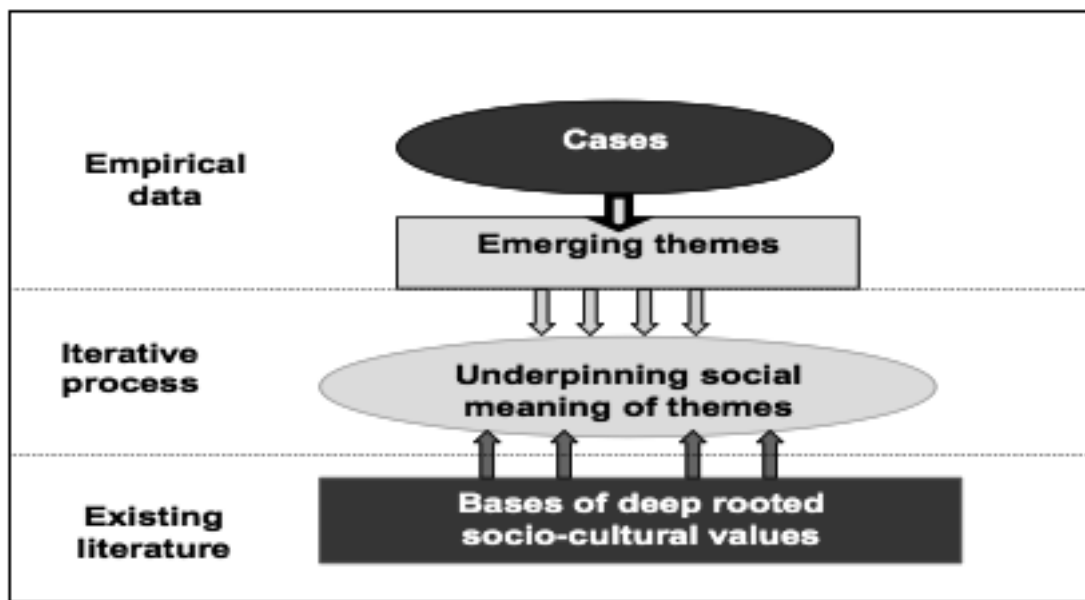 Cases
Empirical
data
Emerging themes
Iterative
process
Underpinning social
meaning of themes
Existing
literature
Bases of deep rooted
socio-cultural values